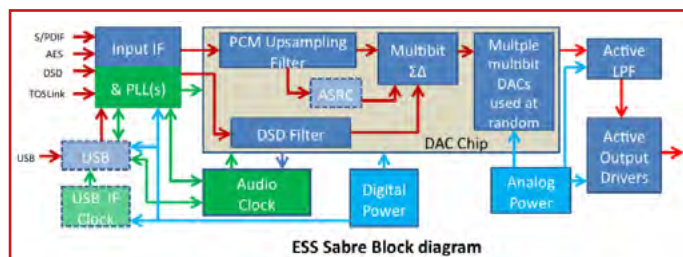 S/PDIF
AES
DSD
TOSLink
USB
Input IF
& PLL(s)
USB
USB IF
Clock
PCM Upsampling
Filter
ASRC
DSD Filter
Multibit
ΣΔ
Multple
multibit
DACs
used at
random
DAC Chip
Audio
Clock
Digital
Power
Analog
Power
Active
LPF
Active
Output
Drivers
ESS Sabre Block diagram